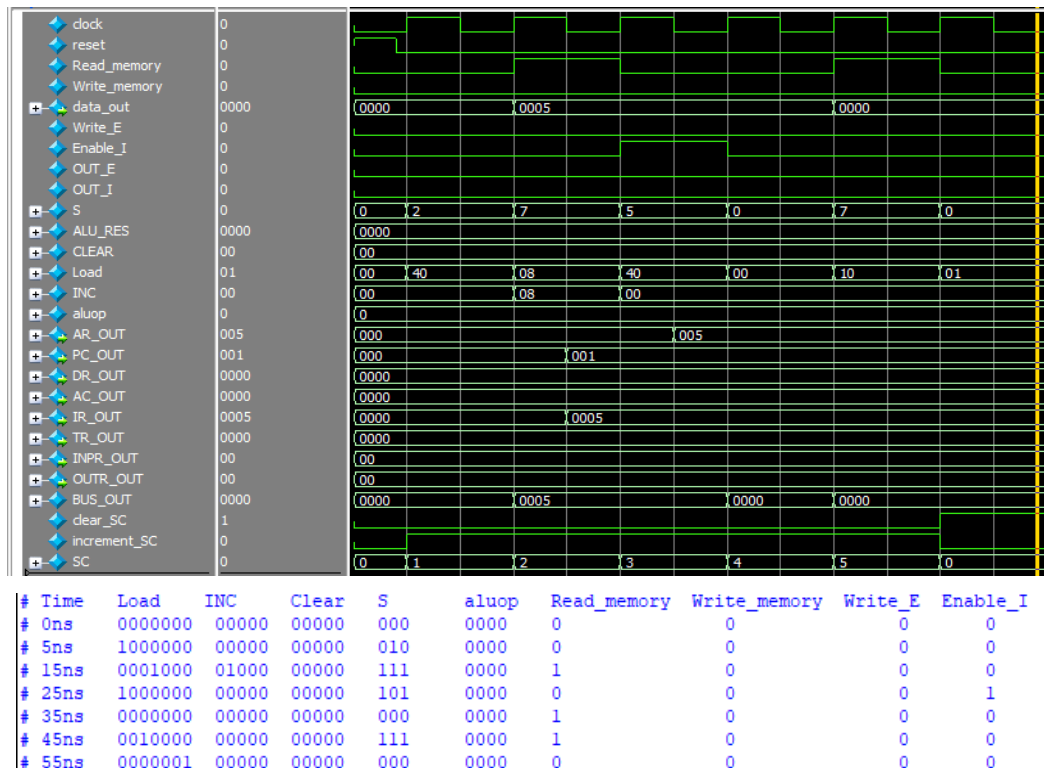 clock 0
reset 0
Read_memory 0
Write_memory 0
data_out 0000 0000 0005 0000
Write_E 0
Enable_I 0
OUT_E 0
OUT_I 0
S 0 0 2 7 5 0 7 0
ALU_RES 0000 0000
CLEAR 00 00
Load 01 00 40 08 40 00 10 01
INC 00 00 08 00
aluop 0 0
AR_OUT 005 000 005
PC_OUT 001 000 001
DR_OUT 0000 0000
AC_OUT 0000 0000
IR_OUT 0005 0000 0005
TR_OUT 0000 0000
INPR_OUT 00 00
OUTR_OUT 00 00
BUS_OUT 0000 0000 0005 0000 0000
clear_SC 1
increment_SC 0
SC 0 0 1 2 3 4 5 0
# Time Load INC Clear S aluop Read_memory Write_memory Write_E Enable_I
# 0ns 0000000 00000 00000 000 0000 0 0 0 0
# 5ns 1000000 00000 00000 010 0000 0 0 0 0
# 15ns 0001000 01000 00000 111 0000 1 0 0 0
# 25ns 1000000 00000 00000 101 0000 0 0 0 1
# 35ns 0000000 00000 00000 000 0000 1 0 0 0
# 45ns 0010000 00000 00000 111 0000 1 0 0 0
# 55ns 0000001 00000 00000 000 0000 0 0 0 0